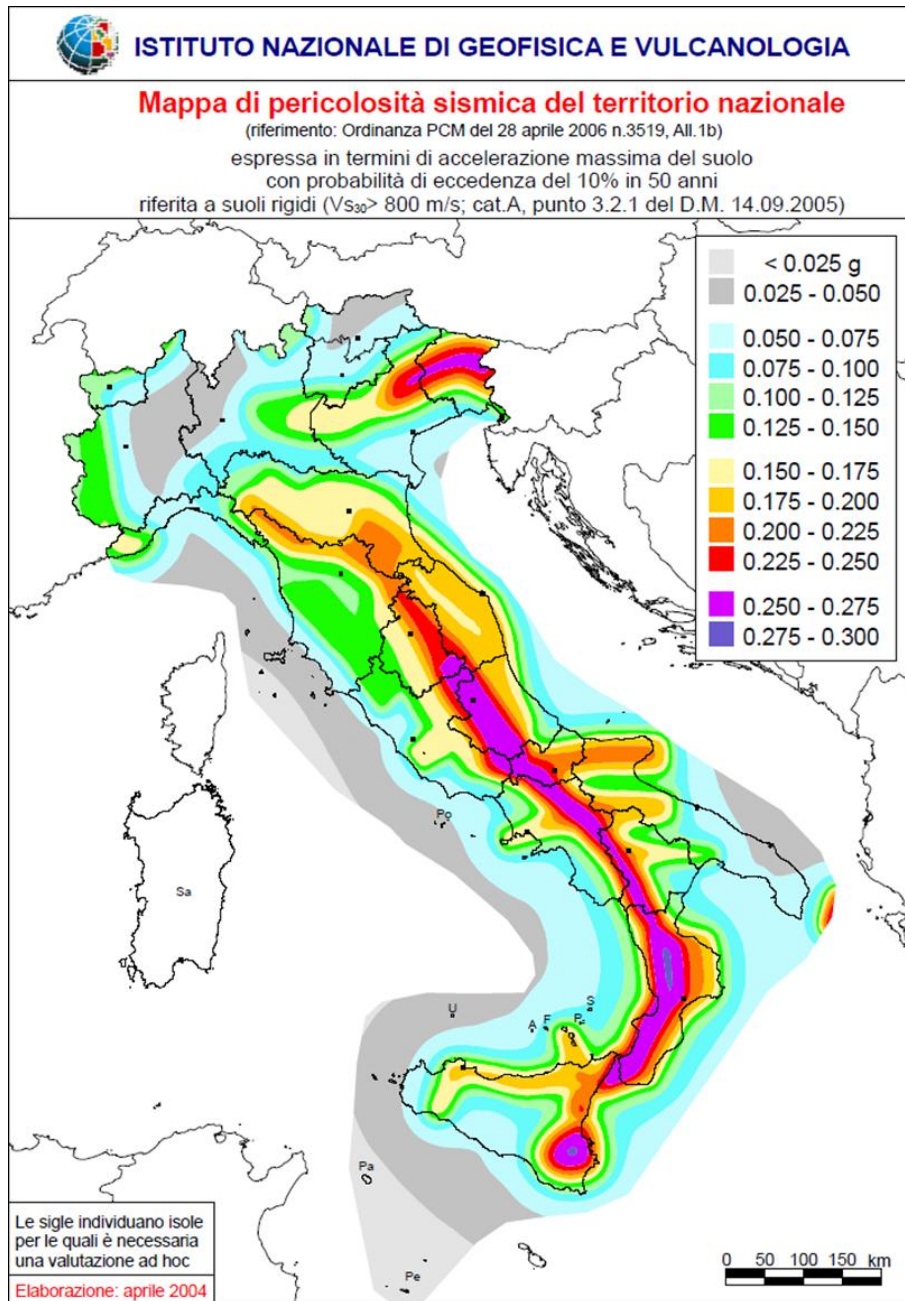 ISTITUTO NAZIONALE DI GEOFISICA E VULCANOLOGIA
Mappa di pericolosità sismica del territorio nazionale
(riferimento: Ordinanza PCM del 28 aprile 2006 n.3519, All.1b)
espressa in termini di accelerazione massima del suolo
con probabilità di eccedenza del 10% in 50 anni
riferita a suoli rigidi (Vs30> 800 m/s; cat.A, punto 3.2.1 del D.M. 14.09.2005)
< 0.025 g
0.025 - 0.050
0.050 - 0.075
0.075 - 0.100
0.100 - 0.125
0.125 - 0.150
0.150 - 0.175
0.175 - 0.200
0.200 - 0.225
0.225 - 0.250
0.250 - 0.275
0.275 - 0.300
Po
Sa
U
A
F
P
S
Pa
Pe
Le sigle individuano isole
per le quali è necessaria
una valutazione ad hoc
Elaborazione: aprile 2004
0 50 100 150 km